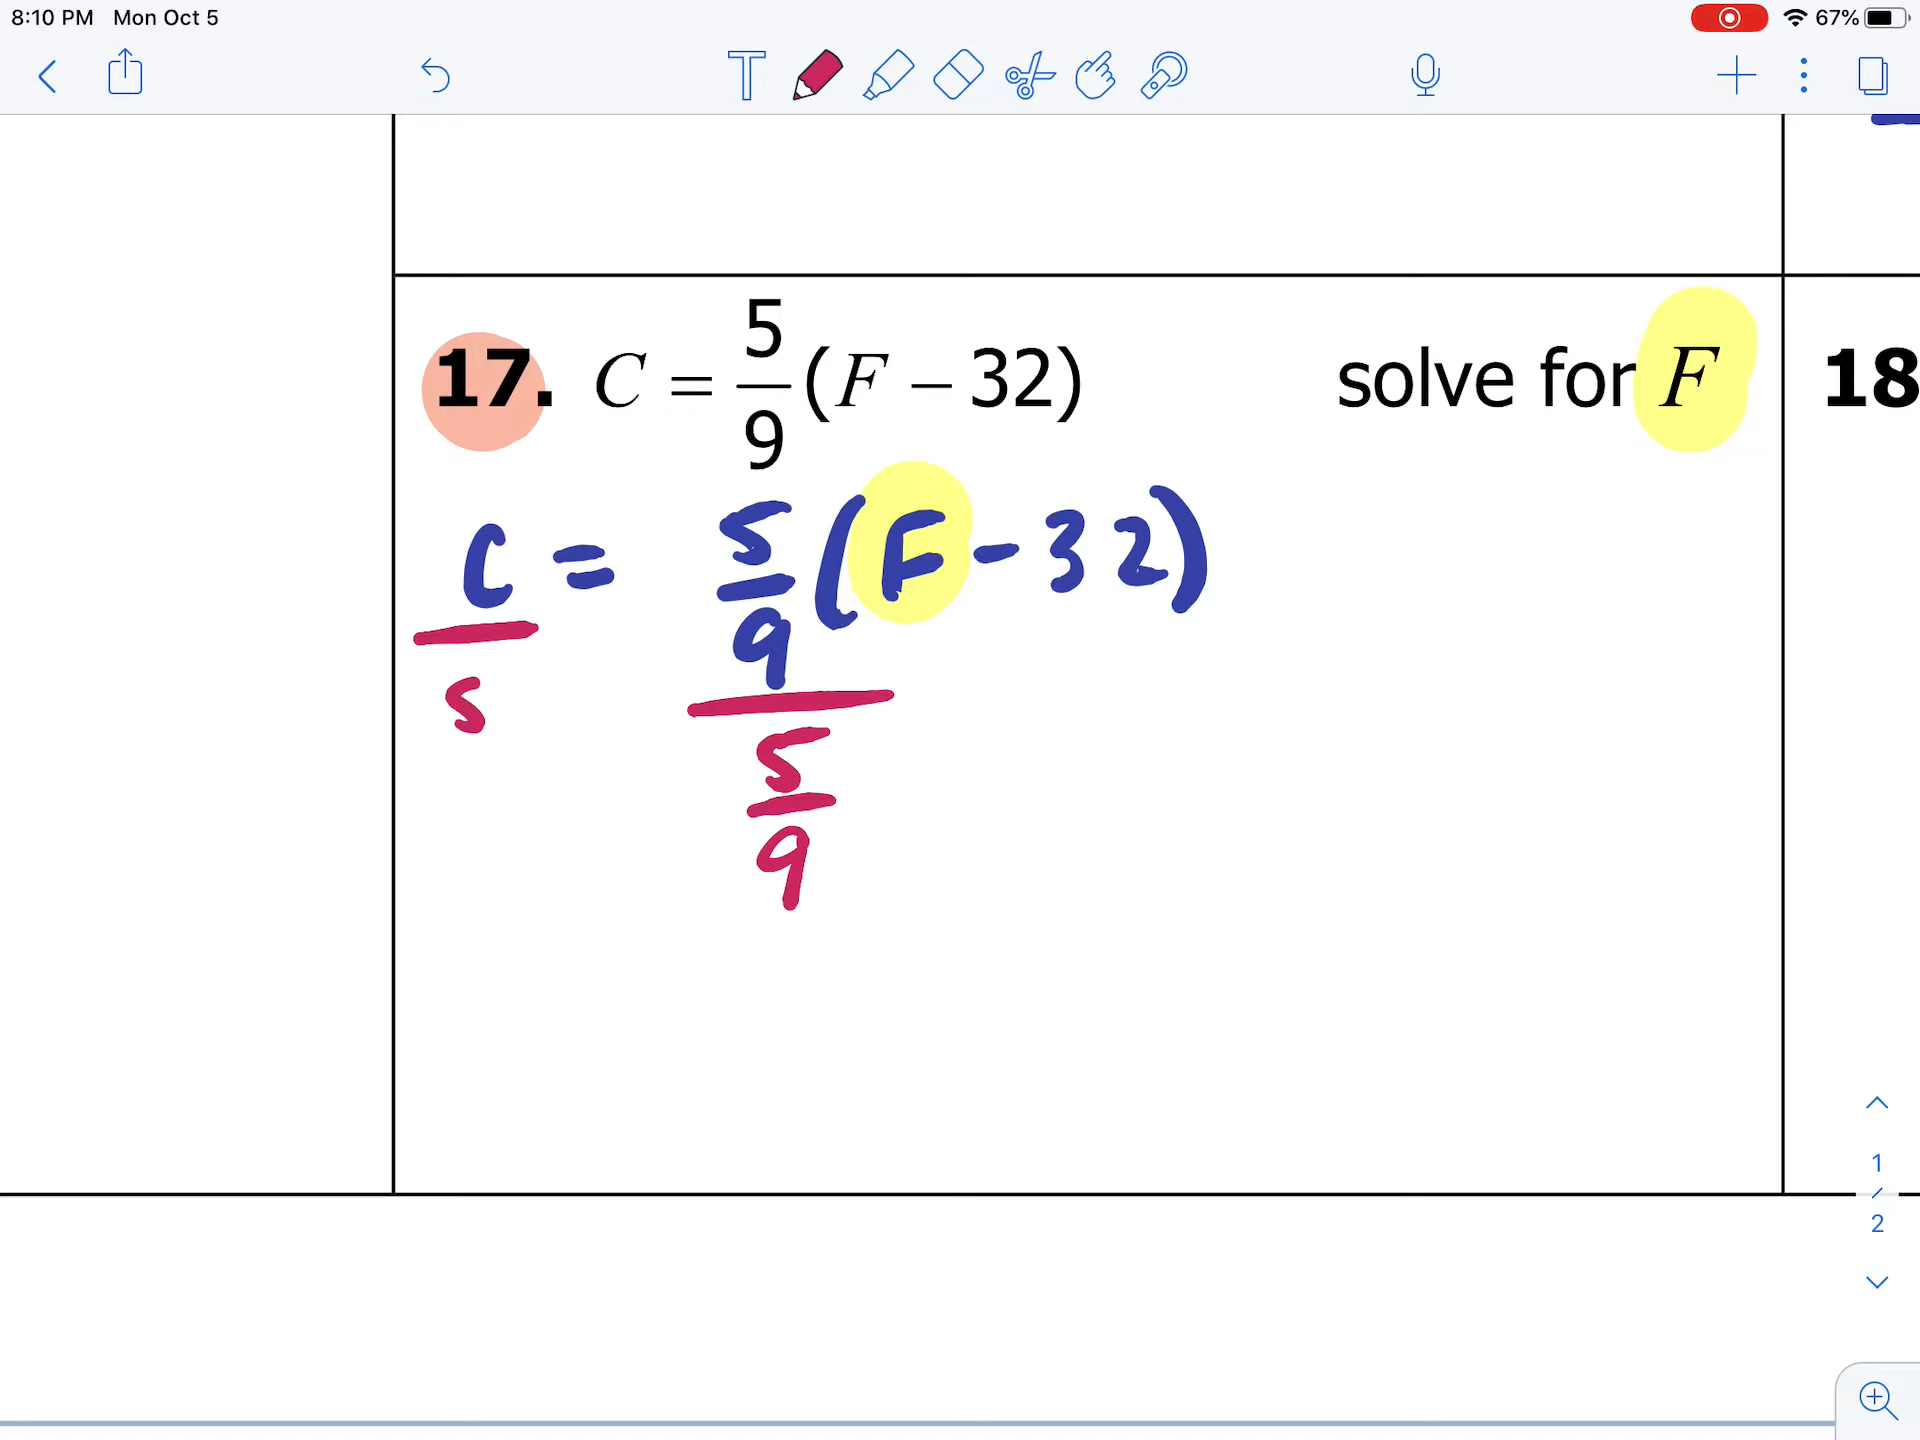 8:10 PM Mon Oct 5 67%
T
17. C = 5/9 (F − 32) solve for F 18
C = 5/9 (F - 32)
5 5/9
1
/
2